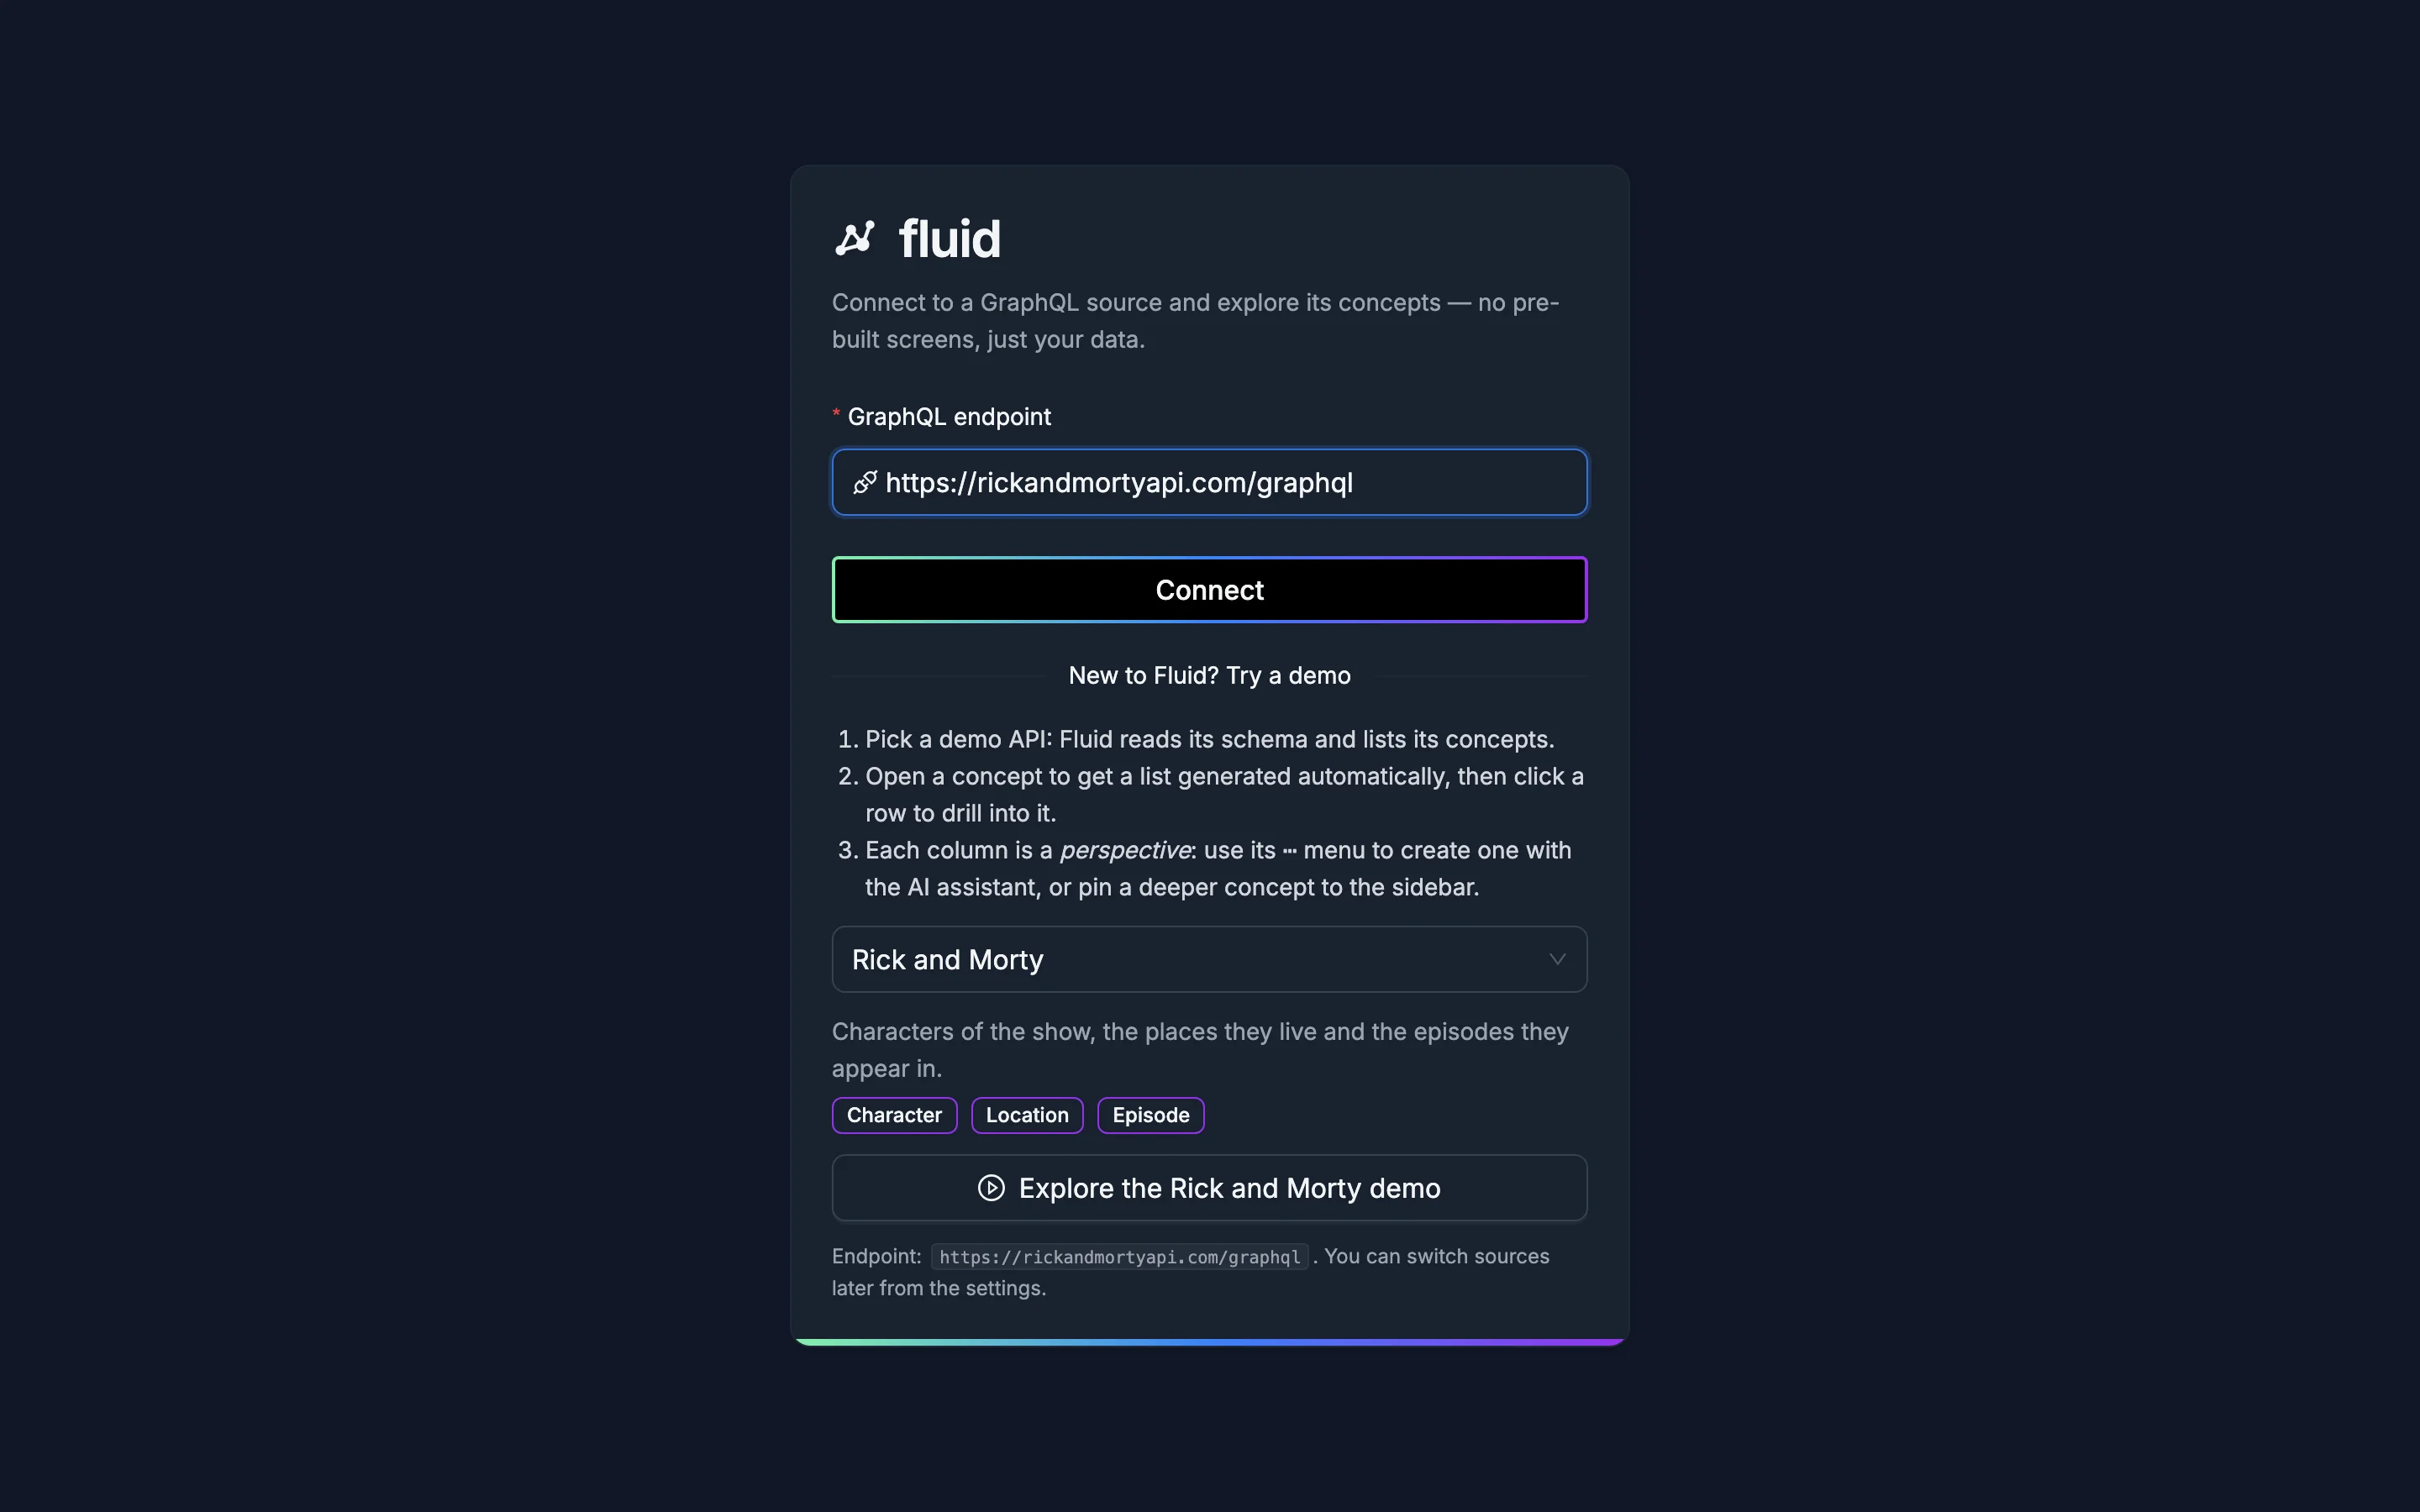 fluid
Connect to a GraphQL source and explore its concepts — no pre-
built screens, just your data.
* GraphQL endpoint
https://rickandmortyapi.com/graphql
Connect
New to Fluid? Try a demo
1. Pick a demo API: Fluid reads its schema and lists its concepts.
2. Open a concept to get a list generated automatically, then click a
row to drill into it.
3. Each column is a perspective: use its ⋯ menu to create one with
the AI assistant, or pin a deeper concept to the sidebar.
Rick and Morty
Characters of the show, the places they live and the episodes they
appear in.
Character Location Episode
Explore the Rick and Morty demo
Endpoint: https://rickandmortyapi.com/graphql. You can switch sources
later from the settings.